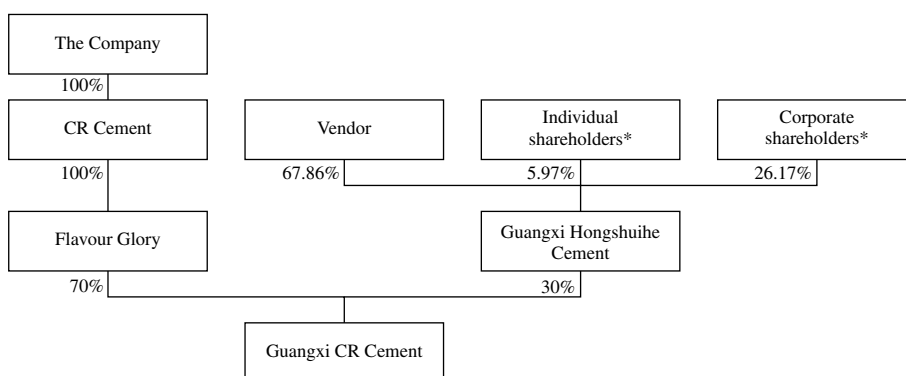 The Company
100%
CR Cement
Vendor
Individual
shareholders*
Corporate
shareholders*
100%
67.86%
5.97%
26.17%
Flavour Glory
Guangxi Hongshuihe
Cement
70%
30%
Guangxi CR Cement